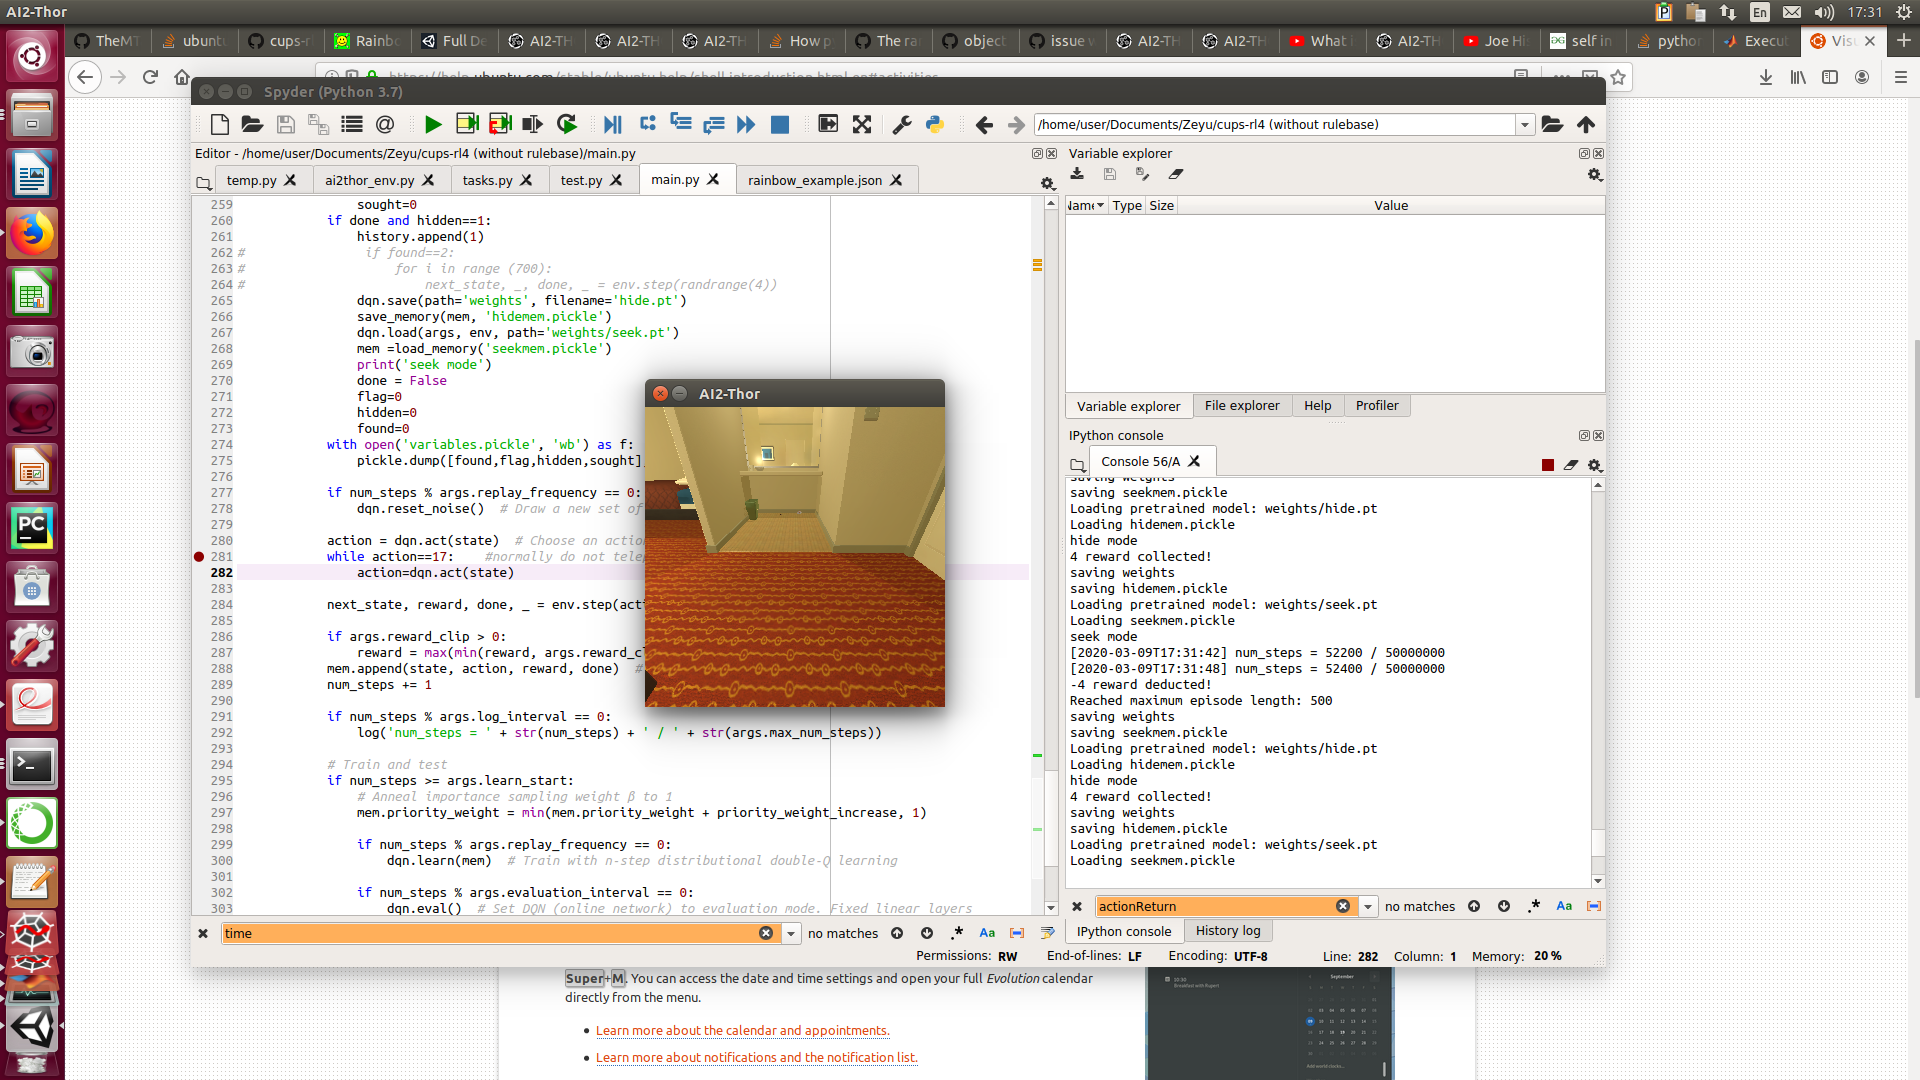 AI2-Thor
En
17:31
TheMT
ubuntu
cups-rl
Rainbo
Full De
AI2-TH
AI2-TH
AI2-TH
How p
The ra
object
issue
AI2-TH
AI2-TH
What i
AI2-TH
Joe His
self in
python
Execut
Visu
https://help.ubuntu.com/stable/ubuntu-help/shell-introduction.html.en#activities
Spyder (Python 3.7)
/home/user/Documents/Zeyu/cups-rl4 (without rulebase)
Editor - /home/user/Documents/Zeyu/cups-rl4 (without rulebase)/main.py
temp.py
ai2thor_env.py
tasks.py
test.py
main.py
rainbow_example.json
259 sought=0
260 if done and hidden==1:
261 history.append(1)
262 # if found==2:
263 # for i in range (700):
264 # next_state, _, done, _ = env.step(randrange(4))
265 dqn.save(path='weights', filename='hide.pt')
266 save_memory(mem, 'hidemem.pickle')
267 dqn.load(args, env, path='weights/seek.pt')
268 mem =load_memory('seekmem.pickle')
269 print('seek mode')
270 done = False
271 flag=0
272 hidden=0
273 found=0
274 with open('variables.pickle', 'wb') as f:
275 pickle.dump([found,flag,hidden,sought],
276
277 if num_steps % args.replay_frequency == 0:
278 dqn.reset_noise() # Draw a new set of
279
280 action = dqn.act(state) # Choose an actio
281 while action==17: #normally do not tele
282 action=dqn.act(state)
283
284 next_state, reward, done, _ = env.step(act
285
286 if args.reward_clip > 0:
287 reward = max(min(reward, args.reward_cl
288 mem.append(state, action, reward, done) #
289 num_steps += 1
290
291 if num_steps % args.log_interval == 0:
292 log('num_steps = ' + str(num_steps) + ' / ' + str(args.max_num_steps))
293
294 # Train and test
295 if num_steps >= args.learn_start:
296 # Anneal importance sampling weight β to 1
297 mem.priority_weight = min(mem.priority_weight + priority_weight_increase, 1)
298
299 if num_steps % args.replay_frequency == 0:
300 dqn.learn(mem) # Train with n-step distributional double-Q learning
301
302 if num_steps % args.evaluation_interval == 0:
303 dqn.eval() # Set DQN (online network) to evaluation mode. Fixed linear layers
AI2-Thor
time
no matches
Aa
Variable explorer
Name Type Size Value
Variable explorer
File explorer
Help
Profiler
IPython console
Console 56/A
saving weights
saving seekmem.pickle
Loading pretrained model: weights/hide.pt
Loading hidemem.pickle
hide mode
4 reward collected!
saving weights
saving hidemem.pickle
Loading pretrained model: weights/seek.pt
Loading seekmem.pickle
seek mode
[2020-03-09T17:31:42] num_steps = 52200 / 50000000
[2020-03-09T17:31:48] num_steps = 52400 / 50000000
-4 reward deducted!
Reached maximum episode length: 500
saving weights
saving seekmem.pickle
Loading pretrained model: weights/hide.pt
Loading hidemem.pickle
hide mode
4 reward collected!
saving weights
saving hidemem.pickle
Loading pretrained model: weights/seek.pt
Loading seekmem.pickle
actionReturn
no matches
Aa
IPython console
History log
Permissions: RW End-of-lines: LF Encoding: UTF-8 Line: 282 Column: 1 Memory: 20 %
Super+M. You can access the date and time settings and open your full Evolution calendar
directly from the menu.
Learn more about the calendar and appointments.
Learn more about notifications and the notification list.
September